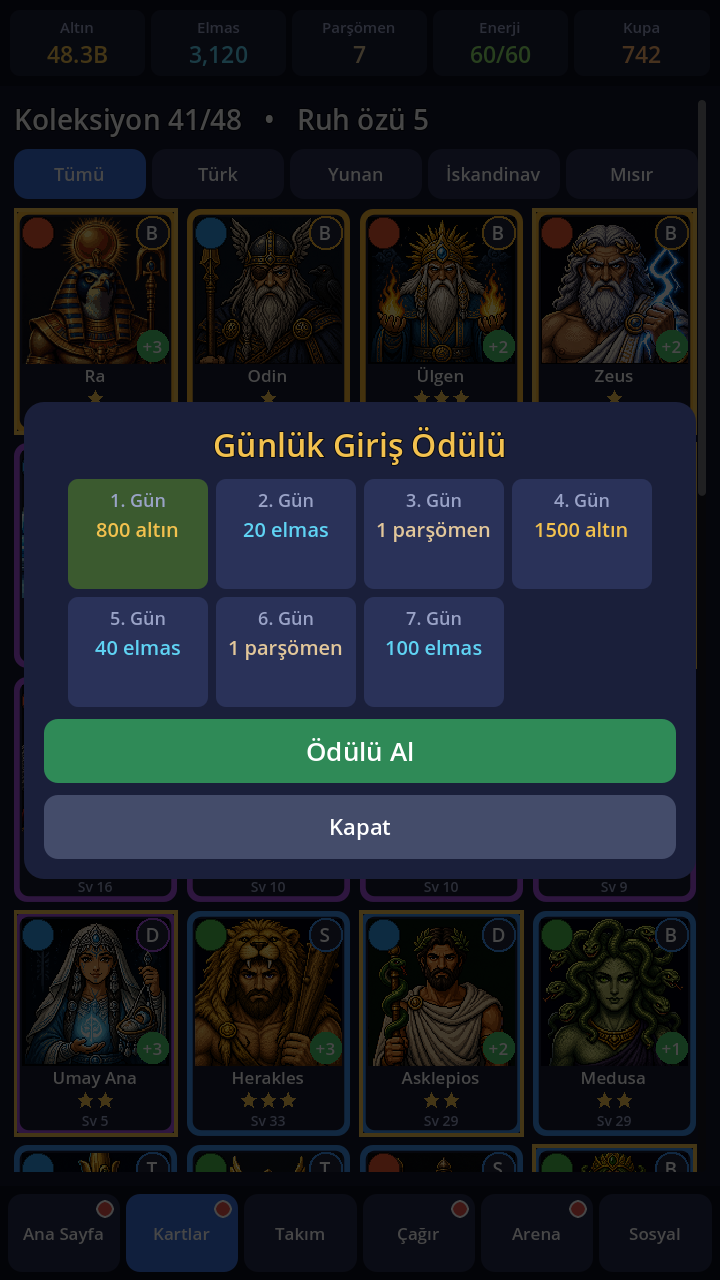 Altın Elmas Parşömen Enerji Kupa
48.3B 3,120 7 60/60 742
Koleksiyon 41/48 • Ruh özü 5
Tümü Türk Yunan İskandinav Mısır
B B B B
+3 +2 +2
Ra Odin Ülgen Zeus
Günlük Giriş Ödülü
1. Gün 2. Gün 3. Gün 4. Gün
800 altın 20 elmas 1 parşömen 1500 altın
5. Gün 6. Gün 7. Gün
40 elmas 1 parşömen 100 elmas
Ödülü Al
Kapat
Sv 16 Sv 10 Sv 10 Sv 9
D S D B
+3 +3 +2 +1
Umay Ana Herakles Asklepios Medusa
Sv 5 Sv 33 Sv 29 Sv 29
T T S B
Ana Sayfa Kartlar Takım Çağır Arena Sosyal